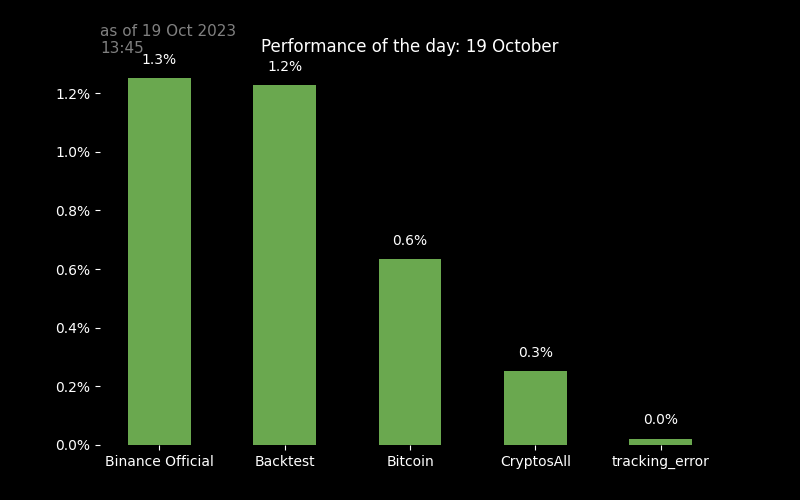 as of 19 Oct 2023
13:45
Performance of the day: 19 October
1.3%
1.2%
0.6%
0.3%
0.0%
1.2%
1.0%
0.8%
0.6%
0.4%
0.2%
0.0%
Binance Official
Backtest
Bitcoin
CryptosAll
tracking_error